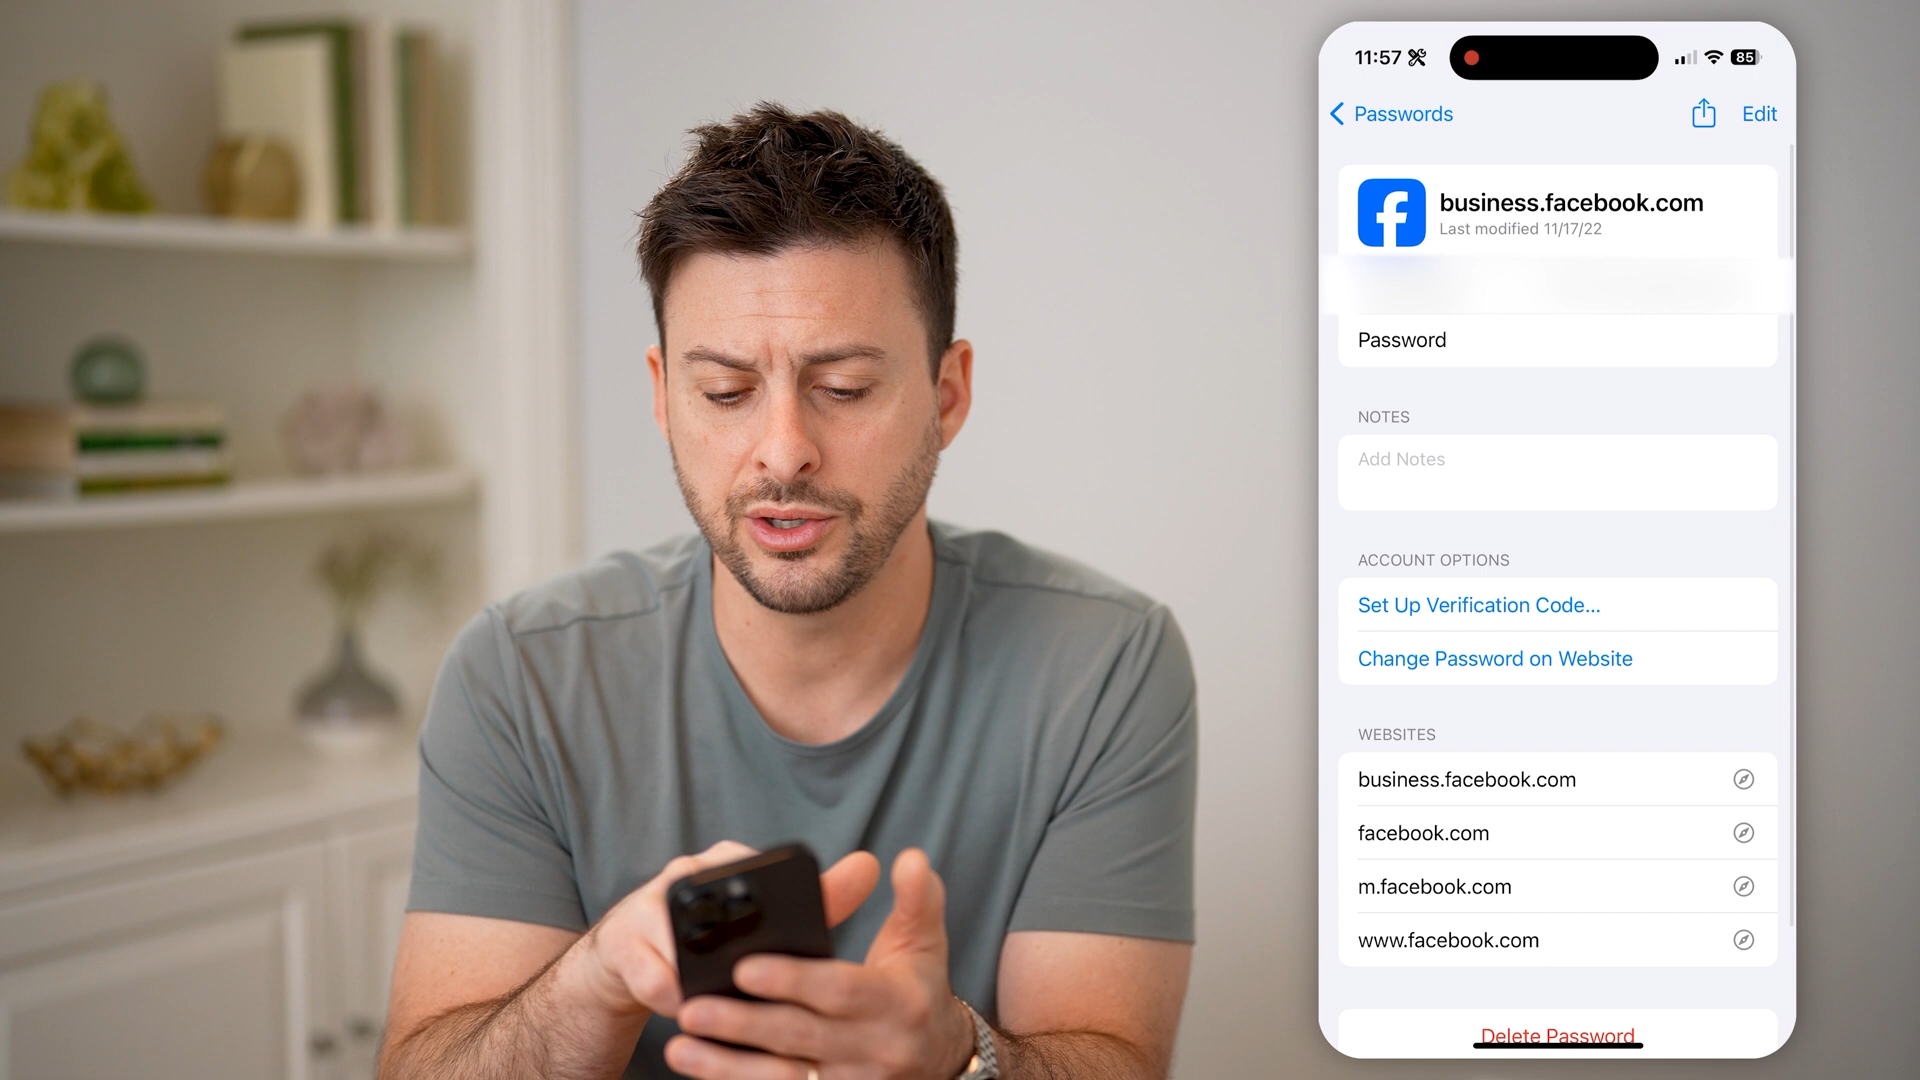 11:57
85
Passwords
Edit
business.facebook.com
Last modified 11/17/22
Password
NOTES
Add Notes
ACCOUNT OPTIONS
Set Up Verification Code...
Change Password on Website
WEBSITES
business.facebook.com
facebook.com
m.facebook.com
www.facebook.com
Delete Password